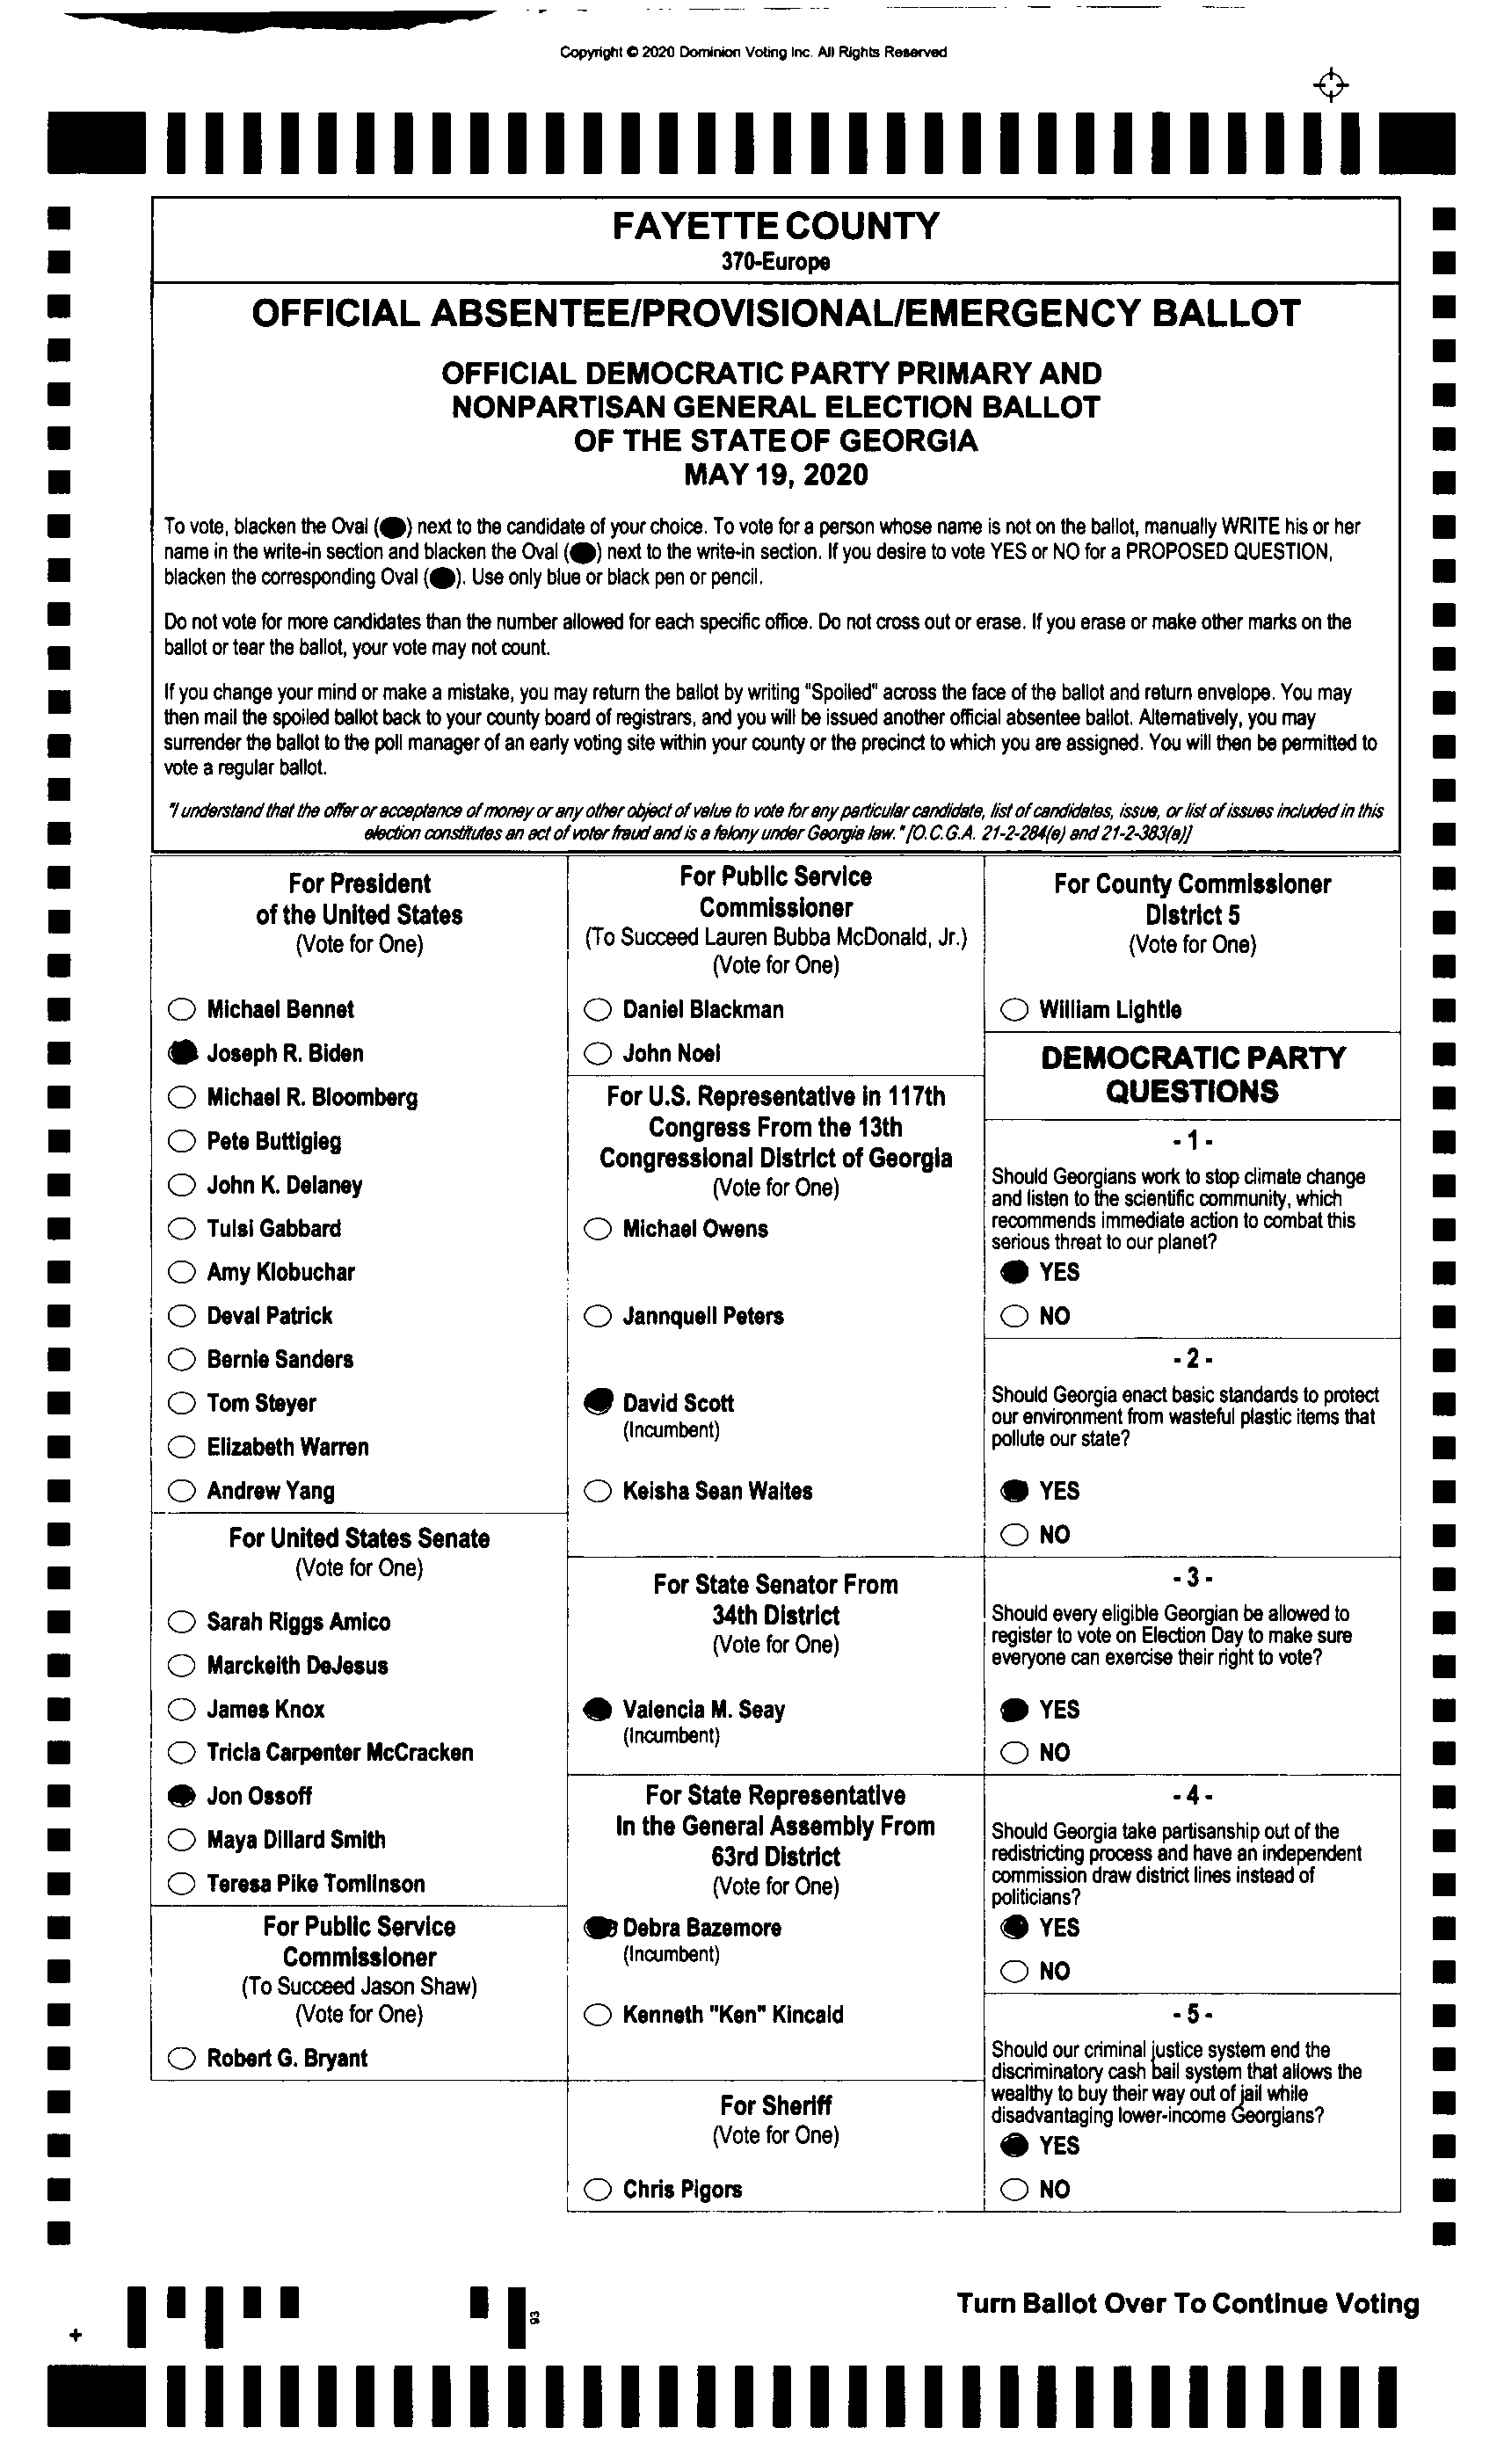 Copyright © 2020 Dominion Voting Inc. All Rights Reserved
FAYETTE COUNTY
370-Europe
OFFICIAL ABSENTEE/PROVISIONAL/EMERGENCY BALLOT
OFFICIAL DEMOCRATIC PARTY PRIMARY AND
NONPARTISAN GENERAL ELECTION BALLOT
OF THE STATE OF GEORGIA
MAY 19, 2020
To vote, blacken the Oval ( ) next to the candidate of your choice. To vote for a person whose name is not on the ballot, manually WRITE his or her
name in the write-in section and blacken the Oval ( ) next to the write-in section. If you desire to vote YES or NO for a PROPOSED QUESTION,
blacken the corresponding Oval ( ). Use only blue or black pen or pencil.
Do not vote for more candidates than the number allowed for each specific office. Do not cross out or erase. If you erase or make other marks on the
ballot or tear the ballot, your vote may not count.
If you change your mind or make a mistake, you may return the ballot by writing "Spoiled" across the face of the ballot and return envelope. You may
then mail the spoiled ballot back to your county board of registrars, and you will be issued another official absentee ballot. Alternatively, you may
surrender the ballot to the poll manager of an early voting site within your county or the precinct to which you are assigned. You will then be permitted to
vote a regular ballot.
"I understand that the offer or acceptance of money or any other object of value to vote for any particular candidate, list of candidates, issue, or list of issues included in this
election constitutes an act of voter fraud and is a felony under Georgia law." [O.C.G.A. 21-2-284(e) and 21-2-383(a)]
For President
of the United States
(Vote for One)
Michael Bennet
Joseph R. Biden
Michael R. Bloomberg
Pete Buttigieg
John K. Delaney
Tulsi Gabbard
Amy Klobuchar
Deval Patrick
Bernie Sanders
Tom Steyer
Elizabeth Warren
Andrew Yang
For United States Senate
(Vote for One)
Sarah Riggs Amico
Marckeith DeJesus
James Knox
Tricia Carpenter McCracken
Jon Ossoff
Maya Dillard Smith
Teresa Pike Tomlinson
For Public Service
Commissioner
(To Succeed Jason Shaw)
(Vote for One)
Robert G. Bryant
For Public Service
Commissioner
(To Succeed Lauren Bubba McDonald, Jr.)
(Vote for One)
Daniel Blackman
John Noel
For U.S. Representative in 117th
Congress From the 13th
Congressional District of Georgia
(Vote for One)
Michael Owens
Jannquell Peters
David Scott
(Incumbent)
Keisha Sean Waites
For State Senator From
34th District
(Vote for One)
Valencia M. Seay
(Incumbent)
For State Representative
In the General Assembly From
63rd District
(Vote for One)
Debra Bazemore
(Incumbent)
Kenneth "Ken" Kincaid
For Sheriff
(Vote for One)
Chris Pigors
For County Commissioner
District 5
(Vote for One)
William Lightle
DEMOCRATIC PARTY
QUESTIONS
- 1 -
Should Georgians work to stop climate change
and listen to the scientific community, which
recommends immediate action to combat this
serious threat to our planet?
YES
NO
- 2 -
Should Georgia enact basic standards to protect
our environment from wasteful plastic items that
pollute our state?
YES
NO
- 3 -
Should every eligible Georgian be allowed to
register to vote on Election Day to make sure
everyone can exercise their right to vote?
YES
NO
- 4 -
Should Georgia take partisanship out of the
redistricting process and have an independent
commission draw district lines instead of
politicians?
YES
NO
- 5 -
Should our criminal justice system end the
discriminatory cash bail system that allows the
wealthy to buy their way out of jail while
disadvantaging lower-income Georgians?
YES
NO
Turn Ballot Over To Continue Voting
93